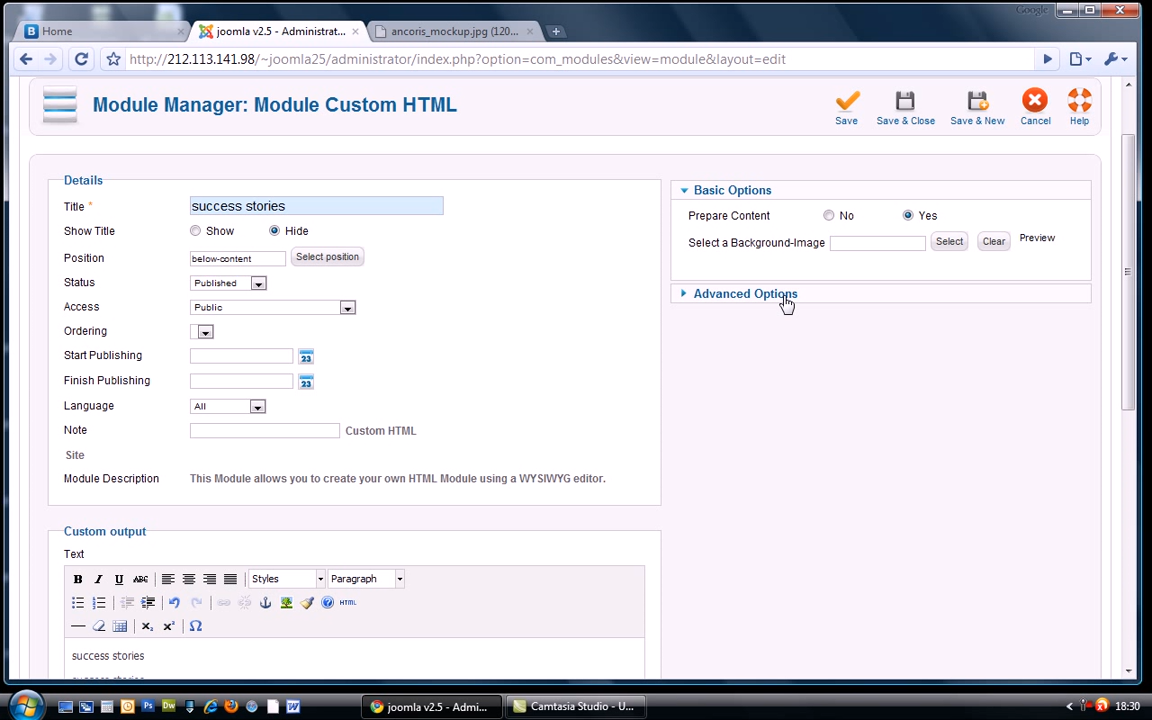 Google
Home
joomla v2.5 - Administrat...
ancoris_mockup.jpg (120...
http://212.113.141.98/~joomla25/administrator/index.php?option=com_modules&view=module&layout=edit
Module Manager: Module Custom HTML
Save
Save & Close
Save & New
Cancel
Help
Details
Title *
success stories
Show Title
Show
Hide
Position
below-content
Select position
Status
Published
Access
Public
Ordering
Start Publishing
23
Finish Publishing
23
Language
All
Note
Custom HTML
Site
Module Description
This Module allows you to create your own HTML Module using a WYSIWYG editor.
Basic Options
Prepare Content
No
Yes
Select a Background-Image
Select
Clear
Preview
Advanced Options
Custom output
Text
B I U ABC
Styles
Paragraph
HTML
success stories
success stories
joomla v2.5 - Admi...
Camtasia Studio - U...
18:30